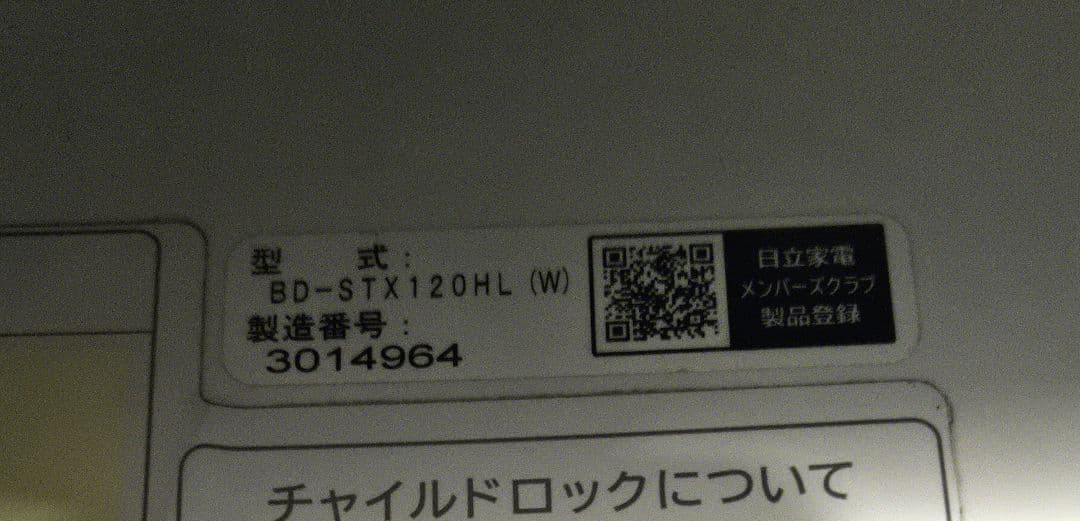 型　　式：
BD-STX120HL (W)
製造番号：
3014964
日立家電
メンバーズクラブ
製品登録
チャイルドロックについて